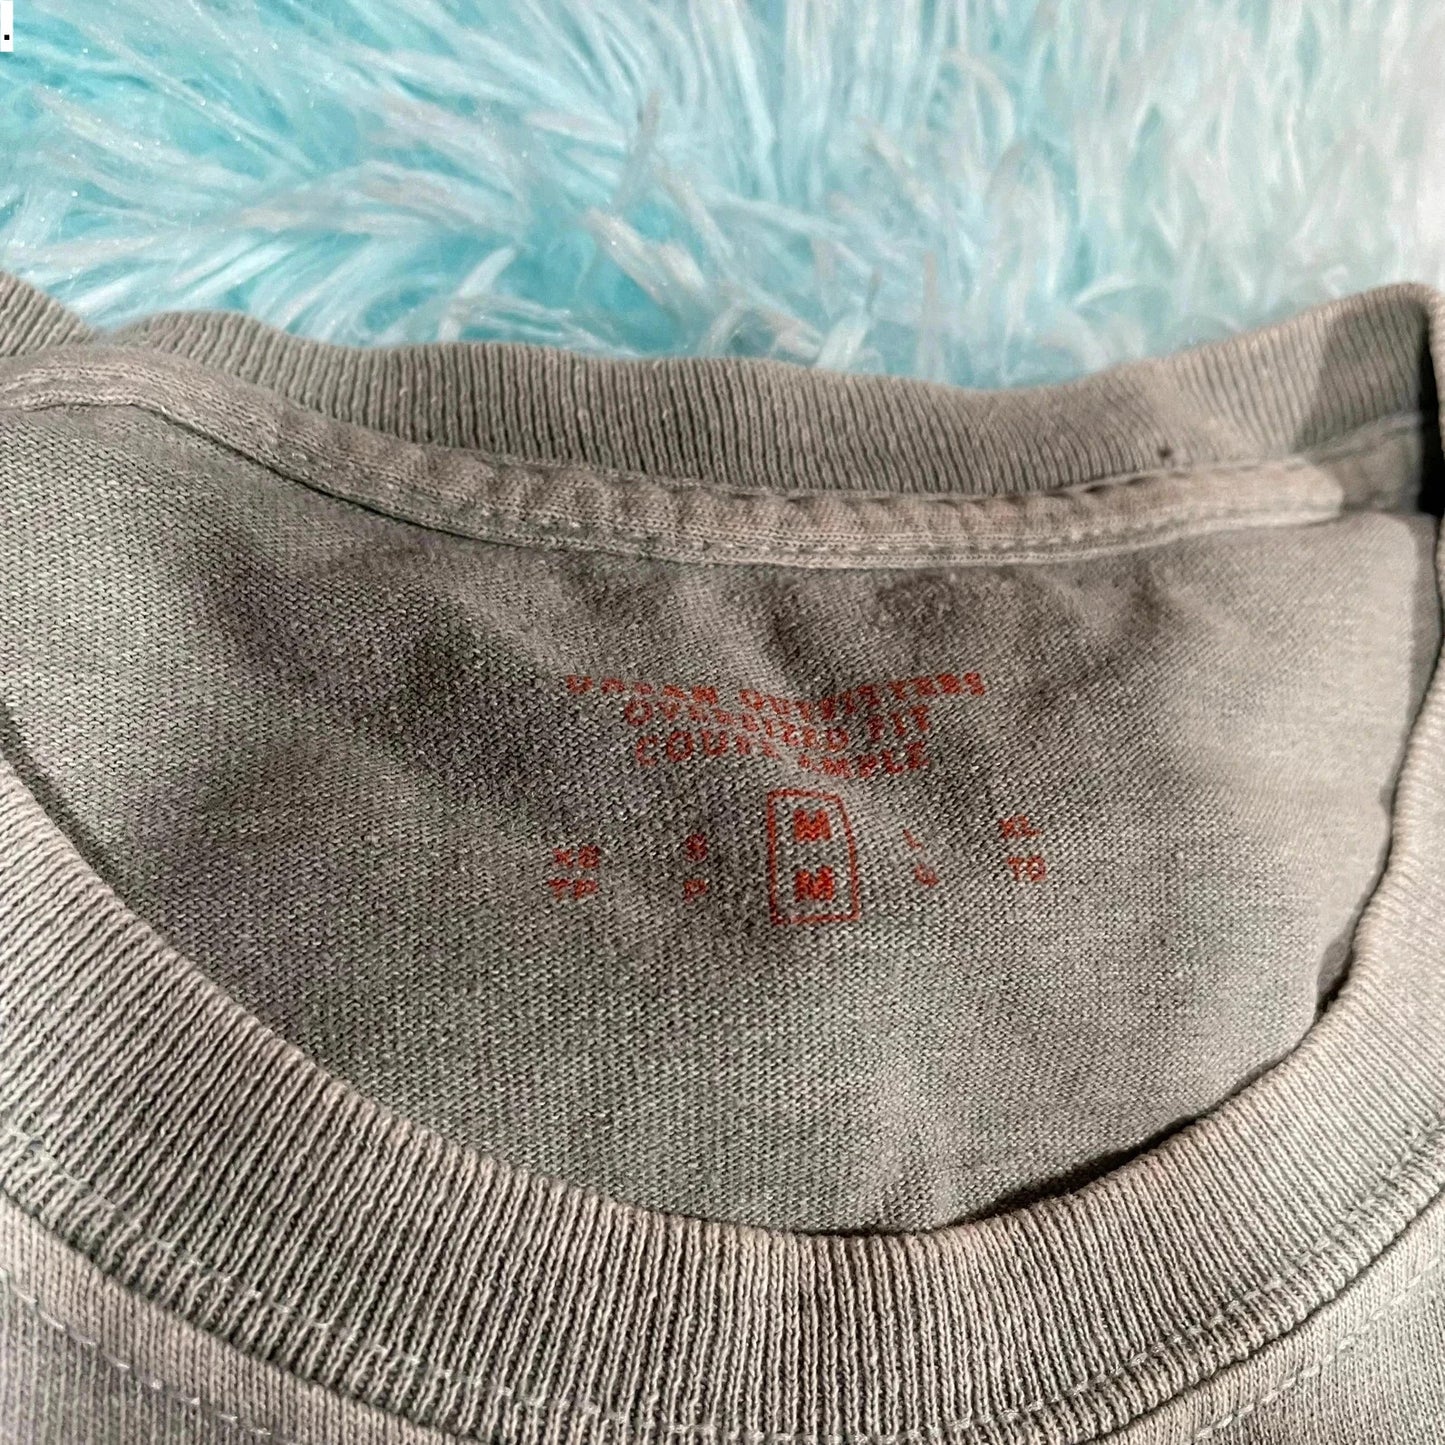 .
URBAN OUTFITTERS
OVERSIZED FIT
COUPE AMPLE
XS S M L XL
TP P M G TG